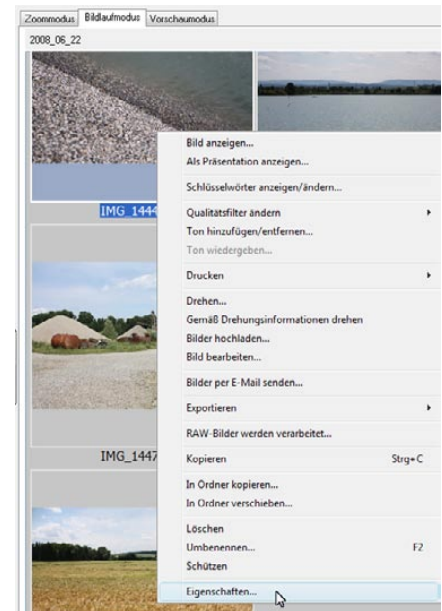 Zoommodus Bildlaufmodus Vorschaumodus
2008_06_22
Bild anzeigen...
Als Präsentation anzeigen...
Schlüsselwörter anzeigen/ändern...
IMG_1444
Qualitätsfilter ändern
Ton hinzufügen/entfernen...
Ton wiedergeben...
Drucken
Drehen...
Gemäß Drehungsinformationen drehen
Bilder hochladen...
Bild bearbeiten...
Bilder per E-Mail senden...
Exportieren
RAW-Bilder werden verarbeitet...
IMG_1447
Kopieren Strg+C
In Ordner kopieren...
In Ordner verschieben...
Löschen
Umbenennen... F2
Schützen
Eigenschaften...